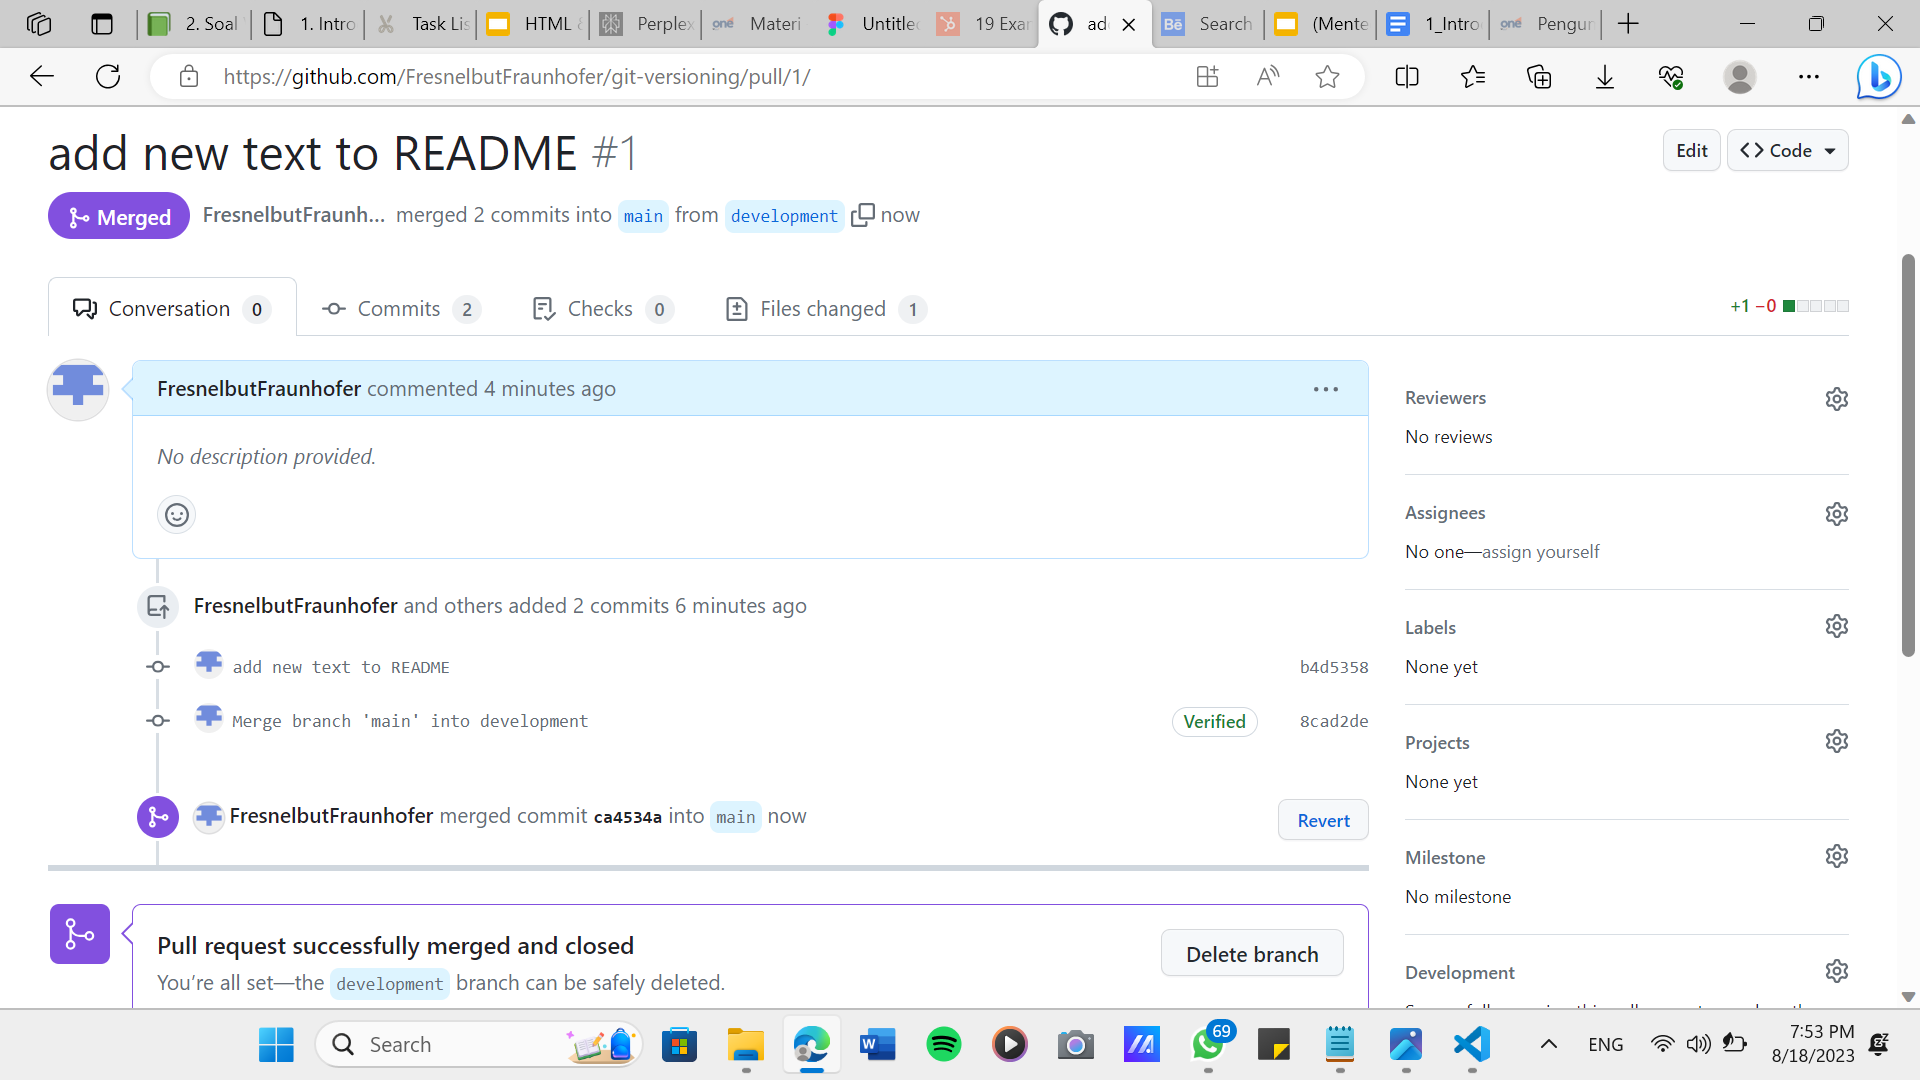 2. Soal
1. Intro
Task Lis
HTML &
Perplex
Materi
Untitled
19 Exar
ad
Search
(Mente
1_Intro
Pengun
https://github.com/FresnelbutFraunhofer/git-versioning/pull/1/
add new text to README #1
Edit
Code
Merged
FresnelbutFraunh... merged 2 commits into main from development now
Conversation 0
Commits 2
Checks 0
Files changed 1
+1 −0
FresnelbutFraunhofer commented 4 minutes ago
No description provided.
FresnelbutFraunhofer and others added 2 commits 6 minutes ago
add new text to README b4d5358
Merge branch 'main' into development Verified 8cad2de
FresnelbutFraunhofer merged commit ca4534a into main now
Revert
Pull request successfully merged and closed
You’re all set—the development branch can be safely deleted.
Delete branch
Reviewers
No reviews
Assignees
No one—assign yourself
Labels
None yet
Projects
None yet
Milestone
No milestone
Development
Search
69
ENG
7:53 PM
8/18/2023